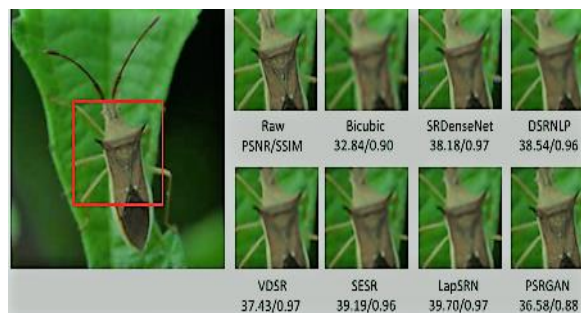 Raw Bicubic SRDenseNet DSRNLP
PSNR/SSIM 32.84/0.90 38.18/0.97 38.54/0.96
VDSR SESR LapSRN PSRGAN
37.43/0.97 39.19/0.96 39.70/0.97 36.58/0.88